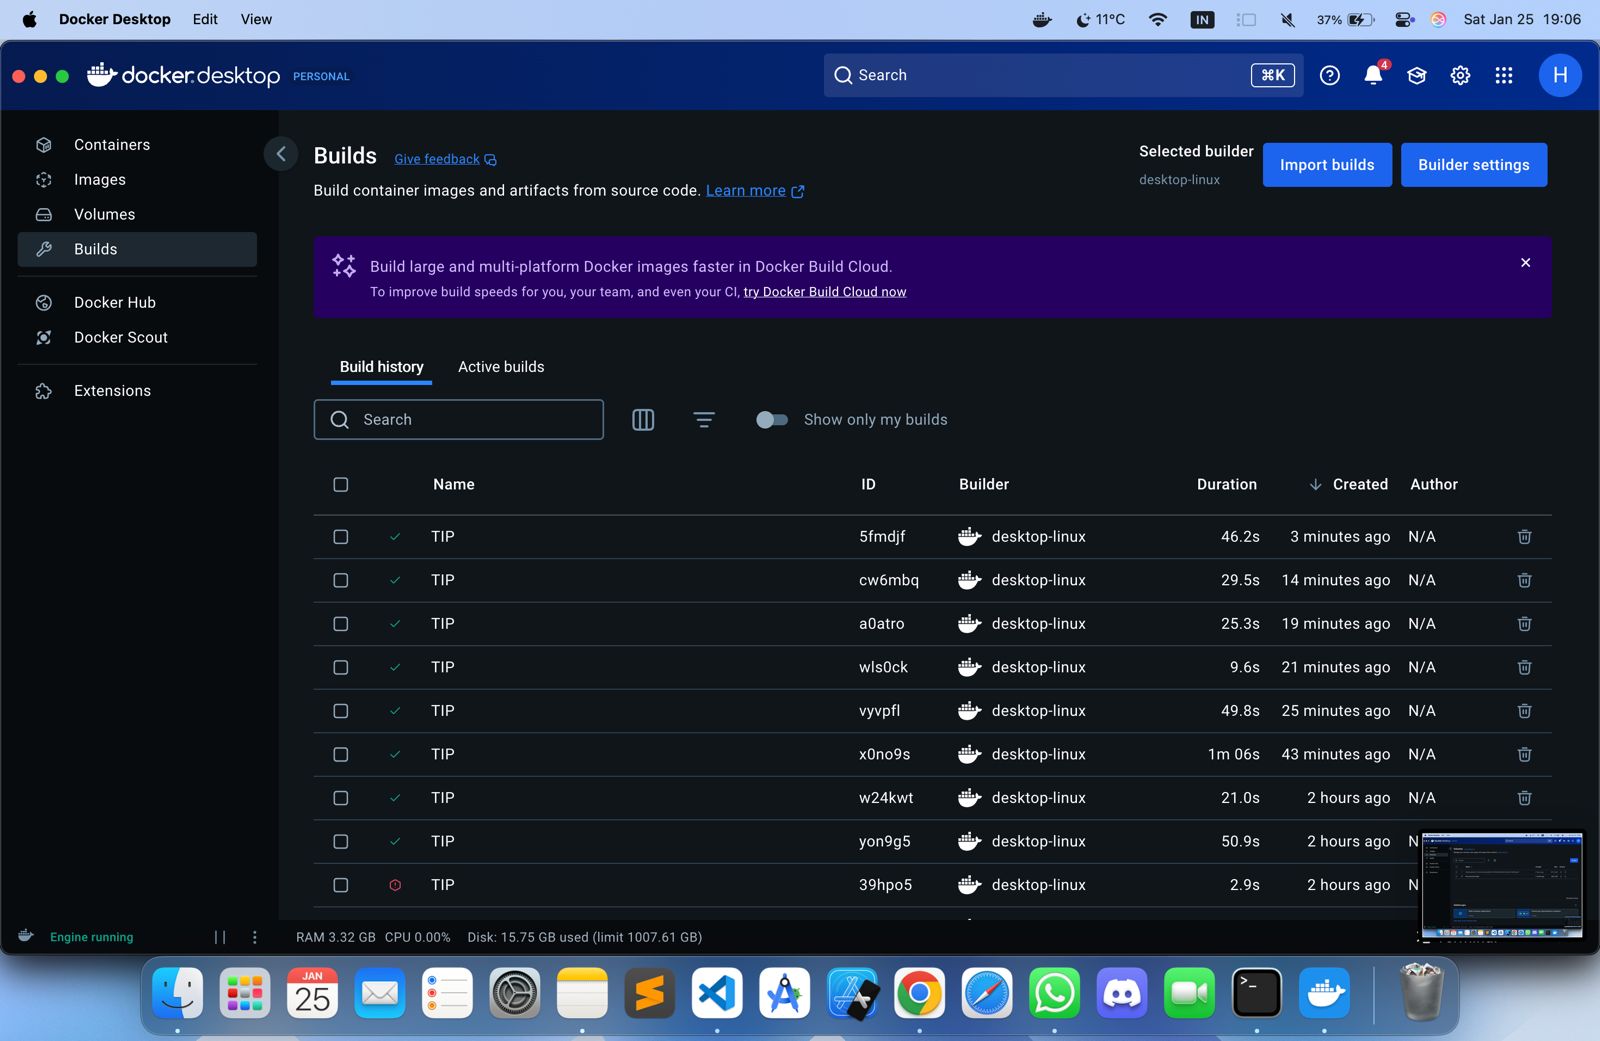 Docker Desktop Edit View 11°C IN 37% Sat Jan 25 19:06
docker.desktop PERSONAL Search ⌘K 4 H
Containers
Images
Volumes
Builds
Docker Hub
Docker Scout
Extensions
Builds Give feedback
Build container images and artifacts from source code. Learn more
Selected builder
desktop-linux
Import builds Builder settings
Build large and multi-platform Docker images faster in Docker Build Cloud.
To improve build speeds for you, your team, and even your CI, try Docker Build Cloud now
Build history Active builds
Search Show only my builds
Name ID Builder Duration Created Author
TIP 5fmdjf desktop-linux 46.2s 3 minutes ago N/A
TIP cw6mbq desktop-linux 29.5s 14 minutes ago N/A
TIP a0atro desktop-linux 25.3s 19 minutes ago N/A
TIP wls0ck desktop-linux 9.6s 21 minutes ago N/A
TIP vyvpfl desktop-linux 49.8s 25 minutes ago N/A
TIP x0no9s desktop-linux 1m 06s 43 minutes ago N/A
TIP w24kwt desktop-linux 21.0s 2 hours ago N/A
TIP yon9g5 desktop-linux 50.9s 2 hours ago
TIP 39hpo5 desktop-linux 2.9s 2 hours ago
Engine running RAM 3.32 GB CPU 0.00% Disk: 15.75 GB used (limit 1007.61 GB)
JAN
25